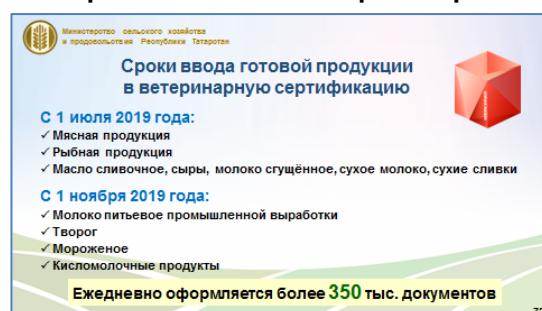 Министерство сельского хозяйства
и продовольствия Республики Татарстан
Сроки ввода готовой продукции
в ветеринарную сертификацию
С 1 июля 2019 года:
✓ Мясная продукция
✓ Рыбная продукция
✓ Масло сливочное, сыры, молоко сгущённое, сухое молоко, сухие сливки
С 1 ноября 2019 года:
✓ Молоко питьевое промышленной выработки
✓ Творог
✓ Мороженое
✓ Кисломолочные продукты
Ежедневно оформляется более 350 тыс. документов